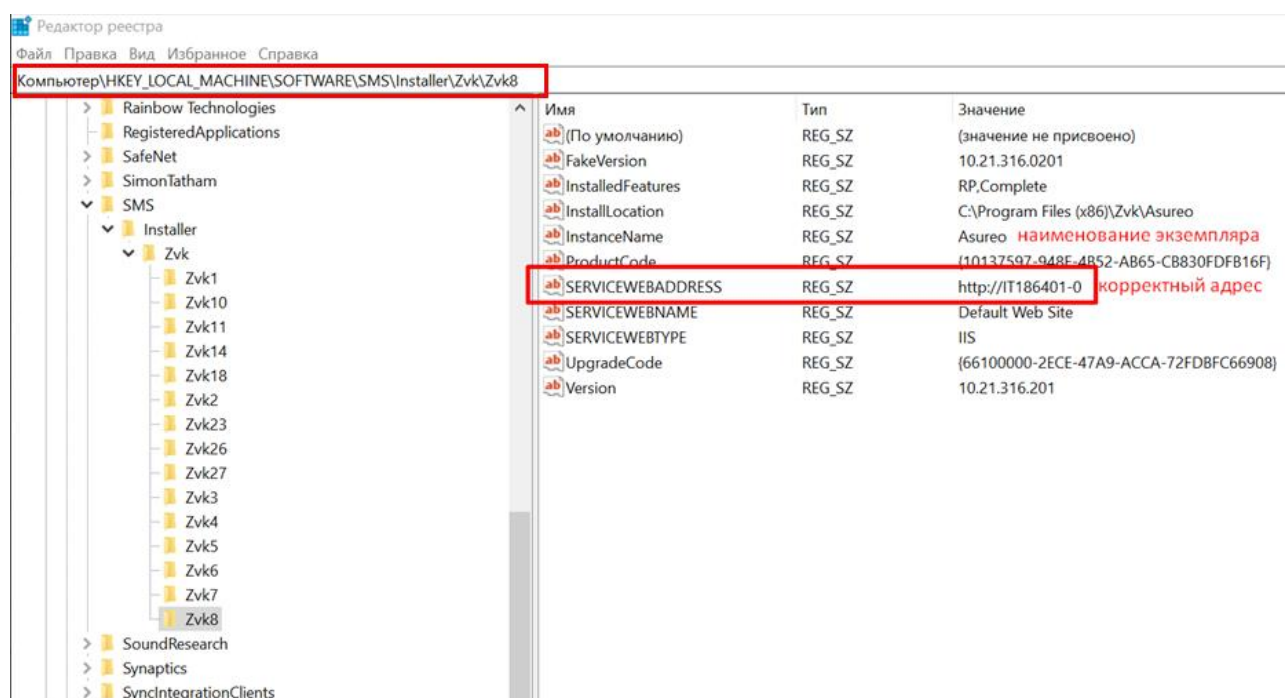 Редактор реестра
Файл Правка Вид Избранное Справка
Компьютер\HKEY_LOCAL_MACHINE\SOFTWARE\SMS\Installer\Zvk\Zvk8
Rainbow Technologies
RegisteredApplications
SafeNet
SimonTatham
SMS
Installer
Zvk
Zvk1
Zvk10
Zvk11
Zvk14
Zvk18
Zvk2
Zvk23
Zvk26
Zvk27
Zvk3
Zvk4
Zvk5
Zvk6
Zvk7
Zvk8
SoundResearch
Synaptics
SyncIntegrationClients
Имя Тип Значение
(По умолчанию) REG_SZ (значение не присвоено)
FakeVersion REG_SZ 10.21.316.0201
InstalledFeatures REG_SZ RP,Complete
InstallLocation REG_SZ C:\Program Files (x86)\Zvk\Asureo
InstanceName REG_SZ Asureo наименование экземпляра
ProductCode REG_SZ {10137597-948F-4B52-AB65-CB830FDFB16F}
SERVICEWEBADDRESS REG_SZ http://IT186401-0 корректный адрес
SERVICEWEBNAME REG_SZ Default Web Site
SERVICEWEBTYPE REG_SZ IIS
UpgradeCode REG_SZ {66100000-2ECE-47A9-ACCA-72FDBFC66908}
Version REG_SZ 10.21.316.201